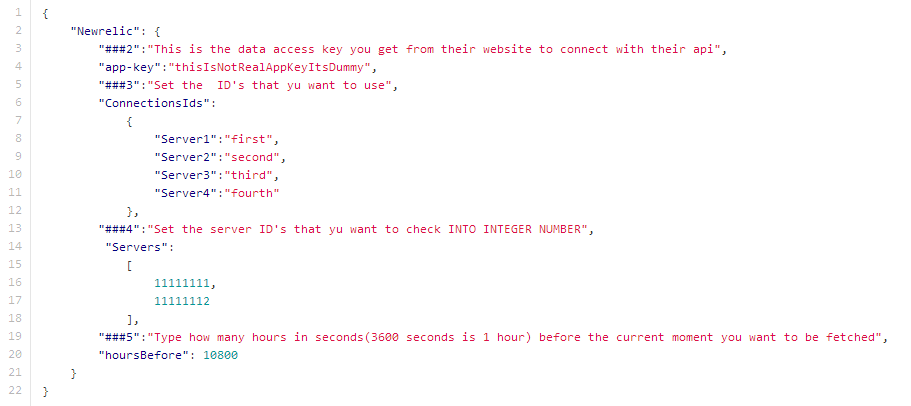 1 {
2     "Newrelic": {
3         "###2":"This is the data access key you get from their website to connect with their api",
4         "app-key":"thisIsNotRealAppKeyItsDummy",
5         "###3":"Set the  ID's that yu want to use",
6         "ConnectionsIds":
7             {
8                 "Server1":"first",
9                 "Server2":"second",
10                 "Server3":"third",
11                 "Server4":"fourth"
12             },
13         "###4":"Set the server ID's that yu want to check INTO INTEGER NUMBER",
14          "Servers":
15             [
16                 11111111,
17                 11111112
18             ],
19         "###5":"Type how many hours in seconds(3600 seconds is 1 hour) before the current moment you want to be fetched",
20         "hoursBefore": 10800
21     }
22 }